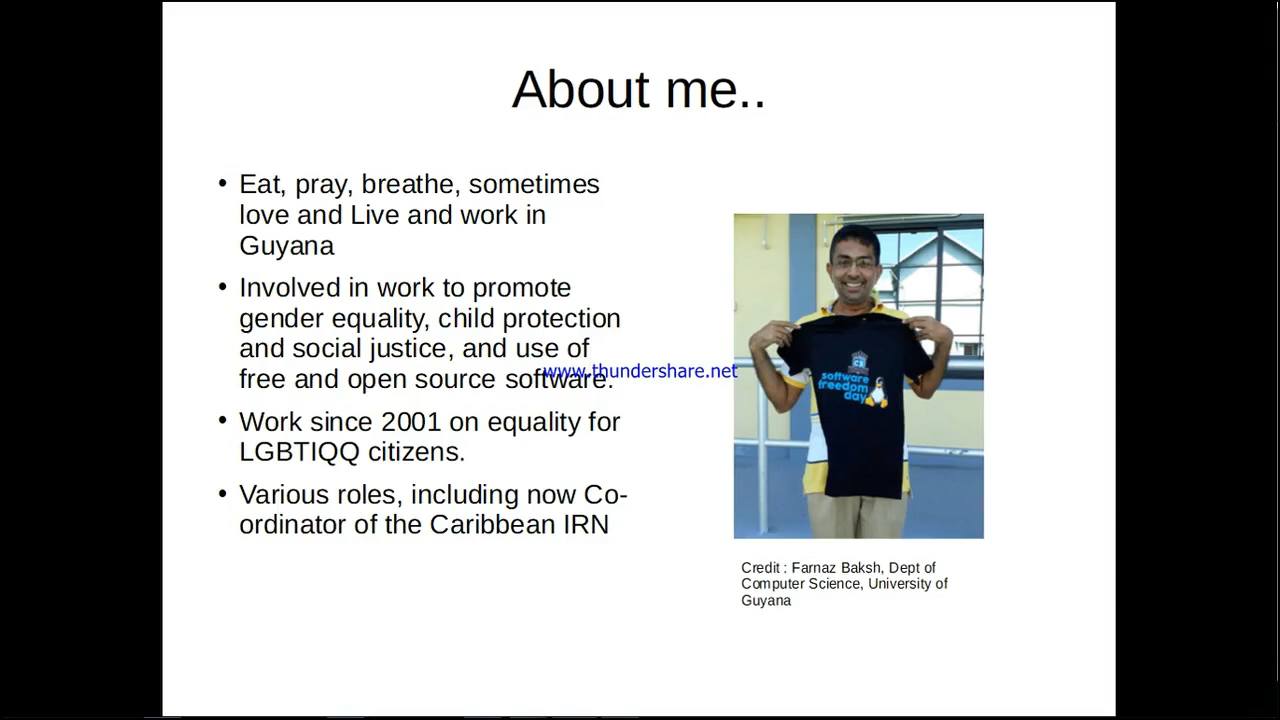 About me..
• Eat, pray, breathe, sometimes
love and Live and work in
Guyana
• Involved in work to promote
gender equality, child protection
and social justice, and use of
free and open source software.
www.thundershare.net
• Work since 2001 on equality for
LGBTIQQ citizens.
• Various roles, including now Co-
ordinator of the Caribbean IRN
software
freedom
day
Credit : Farnaz Baksh, Dept of
Computer Science, University of
Guyana